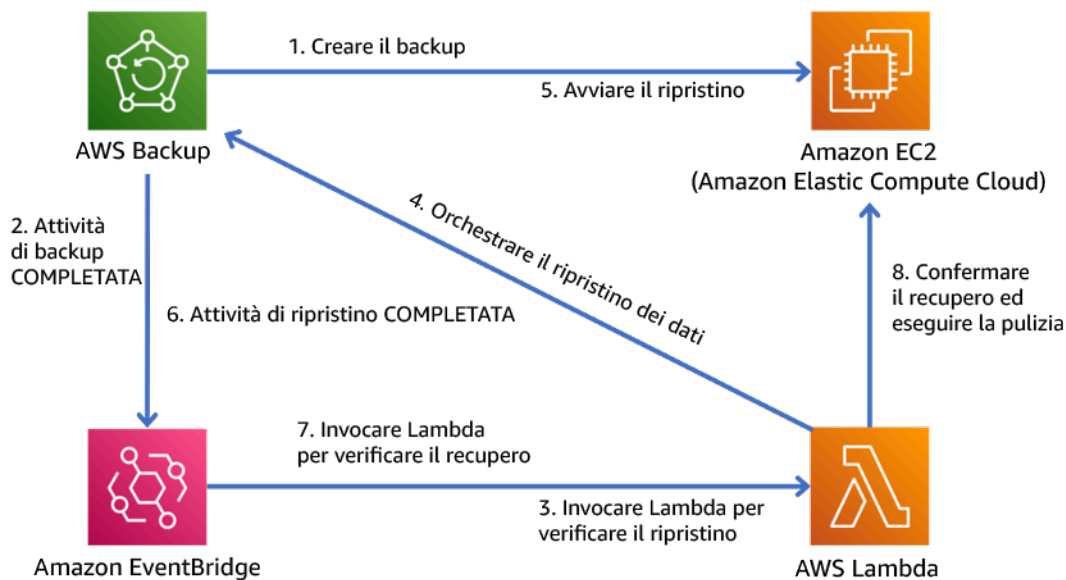 1. Creare il backup
5. Avviare il ripristino
AWS Backup
Amazon EC2
(Amazon Elastic Compute Cloud)
2. Attività
di backup
COMPLETATA
4. Orchestrare il ripristino dei dati
8. Confermare
il recupero ed
eseguire la pulizia
6. Attività di ripristino COMPLETATA
7. Invocare Lambda
per verificare il recupero
3. Invocare Lambda per
verificare il ripristino
Amazon EventBridge
AWS Lambda